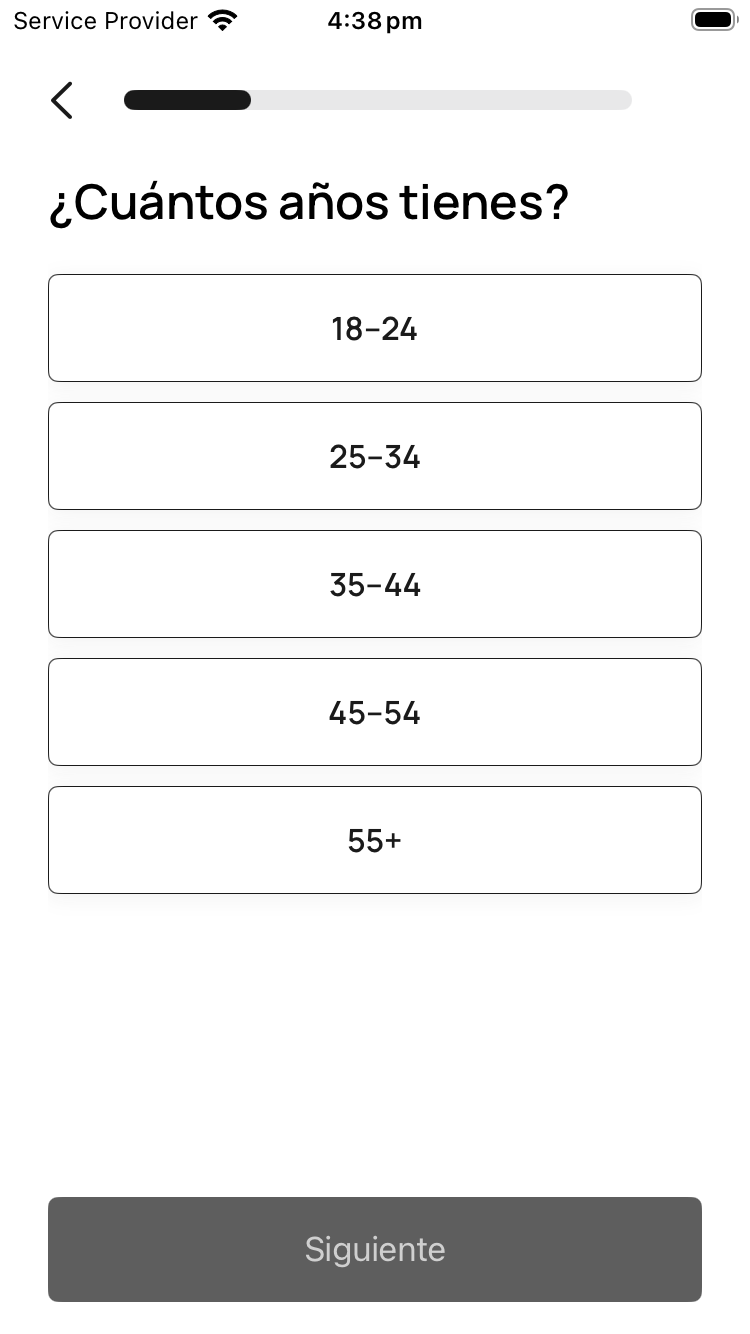 Service Provider 4:38 pm
¿Cuántos años tienes?
18–24
25–34
35–44
45–54
55+
Siguiente